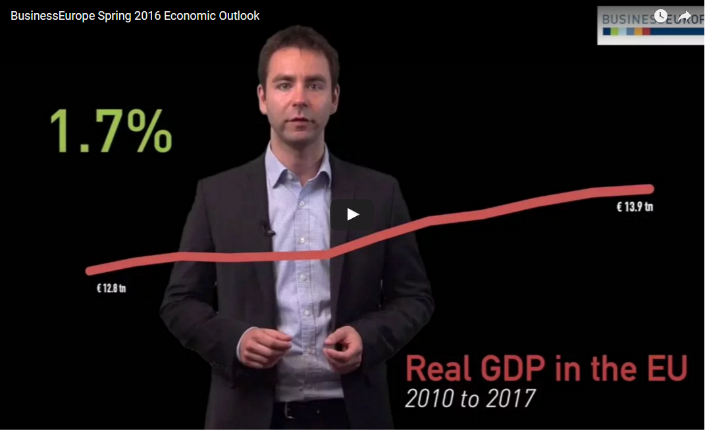 BusinessEurope Spring 2016 Economic Outlook
BUSINESSEUROP
1.7%
€ 13.9 tn
€ 12.8 tn
Real GDP in the EU
2010 to 2017